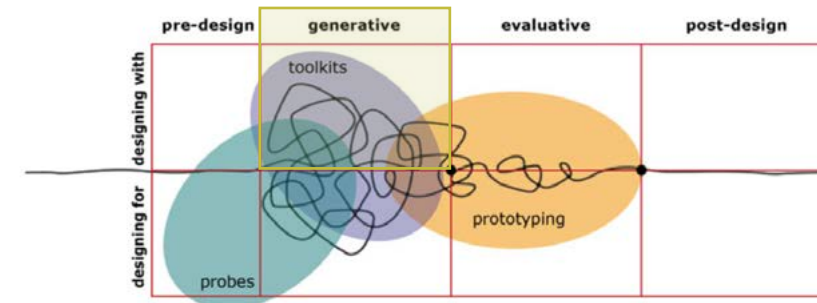 pre-design generative evaluative post-design
designing with
toolkits
designing for
prototyping
probes